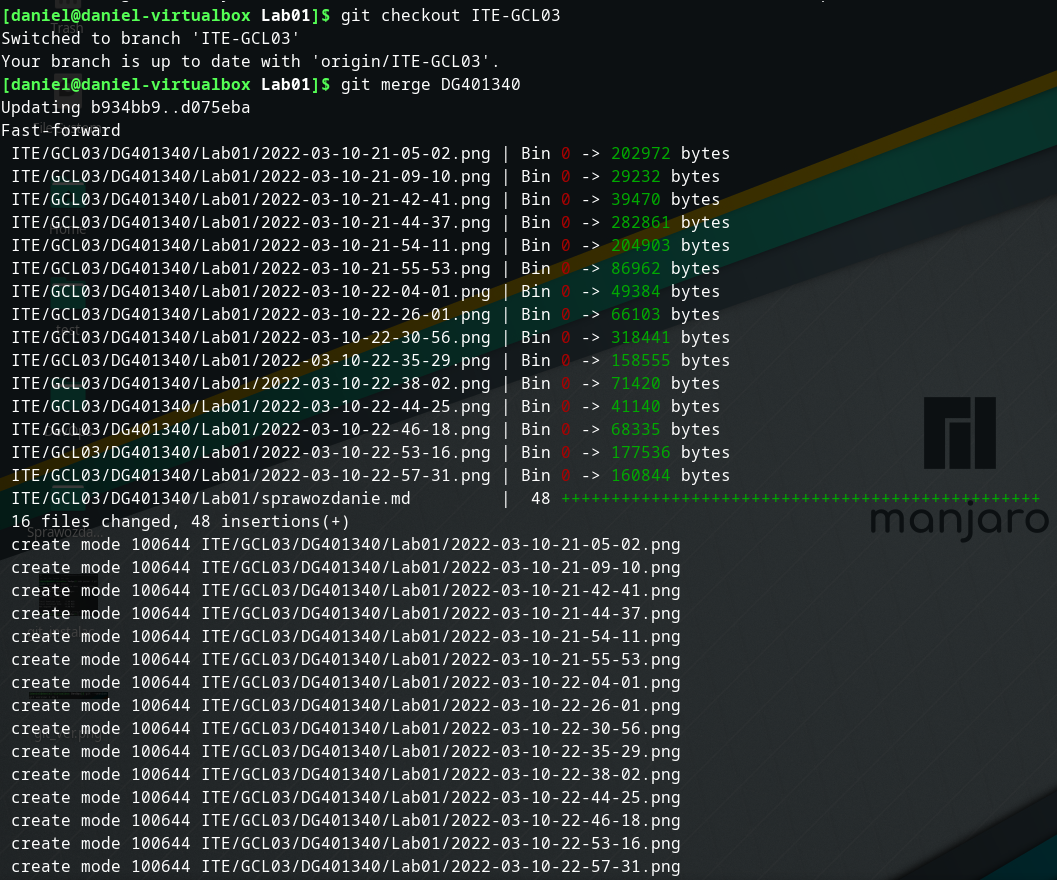 [daniel@daniel-virtualbox Lab01]$ git checkout ITE-GCL03
Switched to branch 'ITE-GCL03'
Your branch is up to date with 'origin/ITE-GCL03'.
[daniel@daniel-virtualbox Lab01]$ git merge DG401340
Updating b934bb9..d075eba
Fast-forward
 ITE/GCL03/DG401340/Lab01/2022-03-10-21-05-02.png | Bin 0 -> 202972 bytes
 ITE/GCL03/DG401340/Lab01/2022-03-10-21-09-10.png | Bin 0 -> 29232 bytes
 ITE/GCL03/DG401340/Lab01/2022-03-10-21-42-41.png | Bin 0 -> 39470 bytes
 ITE/GCL03/DG401340/Lab01/2022-03-10-21-44-37.png | Bin 0 -> 282861 bytes
 ITE/GCL03/DG401340/Lab01/2022-03-10-21-54-11.png | Bin 0 -> 204903 bytes
 ITE/GCL03/DG401340/Lab01/2022-03-10-21-55-53.png | Bin 0 -> 86962 bytes
 ITE/GCL03/DG401340/Lab01/2022-03-10-22-04-01.png | Bin 0 -> 49384 bytes
 ITE/GCL03/DG401340/Lab01/2022-03-10-22-26-01.png | Bin 0 -> 66103 bytes
 ITE/GCL03/DG401340/Lab01/2022-03-10-22-30-56.png | Bin 0 -> 318441 bytes
 ITE/GCL03/DG401340/Lab01/2022-03-10-22-35-29.png | Bin 0 -> 158555 bytes
 ITE/GCL03/DG401340/Lab01/2022-03-10-22-38-02.png | Bin 0 -> 71420 bytes
 ITE/GCL03/DG401340/Lab01/2022-03-10-22-44-25.png | Bin 0 -> 41140 bytes
 ITE/GCL03/DG401340/Lab01/2022-03-10-22-46-18.png | Bin 0 -> 68335 bytes
 ITE/GCL03/DG401340/Lab01/2022-03-10-22-53-16.png | Bin 0 -> 177536 bytes
 ITE/GCL03/DG401340/Lab01/2022-03-10-22-57-31.png | Bin 0 -> 160844 bytes
 ITE/GCL03/DG401340/Lab01/sprawozdanie.md         |  48 ++++++++++++++++++++++++++++++++++++++++++++++++
 16 files changed, 48 insertions(+)
 create mode 100644 ITE/GCL03/DG401340/Lab01/2022-03-10-21-05-02.png
 create mode 100644 ITE/GCL03/DG401340/Lab01/2022-03-10-21-09-10.png
 create mode 100644 ITE/GCL03/DG401340/Lab01/2022-03-10-21-42-41.png
 create mode 100644 ITE/GCL03/DG401340/Lab01/2022-03-10-21-44-37.png
 create mode 100644 ITE/GCL03/DG401340/Lab01/2022-03-10-21-54-11.png
 create mode 100644 ITE/GCL03/DG401340/Lab01/2022-03-10-21-55-53.png
 create mode 100644 ITE/GCL03/DG401340/Lab01/2022-03-10-22-04-01.png
 create mode 100644 ITE/GCL03/DG401340/Lab01/2022-03-10-22-26-01.png
 create mode 100644 ITE/GCL03/DG401340/Lab01/2022-03-10-22-30-56.png
 create mode 100644 ITE/GCL03/DG401340/Lab01/2022-03-10-22-35-29.png
 create mode 100644 ITE/GCL03/DG401340/Lab01/2022-03-10-22-38-02.png
 create mode 100644 ITE/GCL03/DG401340/Lab01/2022-03-10-22-44-25.png
 create mode 100644 ITE/GCL03/DG401340/Lab01/2022-03-10-22-46-18.png
 create mode 100644 ITE/GCL03/DG401340/Lab01/2022-03-10-22-53-16.png
 create mode 100644 ITE/GCL03/DG401340/Lab01/2022-03-10-22-57-31.png
manjaro
Trash
File System
Home
test
Sprawozda...